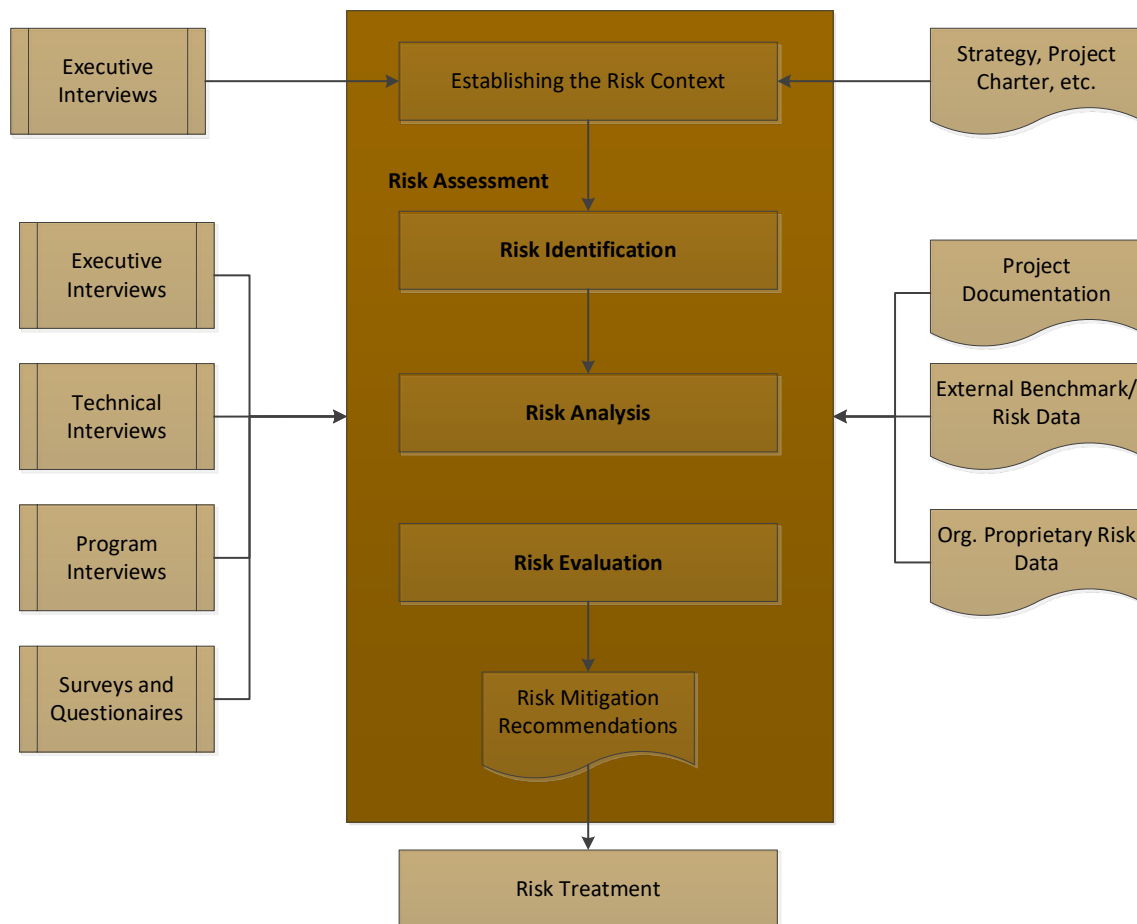 Executive
Interviews
Establishing the Risk Context
Strategy, Project
Charter, etc.
Risk Assessment
Risk Identification
Executive
Interviews
Project
Documentation
Technical
Interviews
Risk Analysis
External Benchmark/
Risk Data
Program
Interviews
Risk Evaluation
Org. Proprietary Risk
Data
Surveys and
Questionaires
Risk Mitigation
Recommendations
Risk Treatment